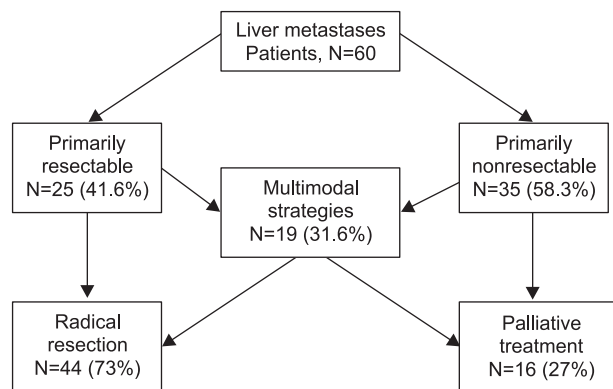 Liver metastases
Patients, N=60
Primarily
resectable
N=25 (41.6%)
Primarily
nonresectable
N=35 (58.3%)
Multimodal
strategies
N=19 (31.6%)
Radical
resection
N=44 (73%)
Palliative
treatment
N=16 (27%)